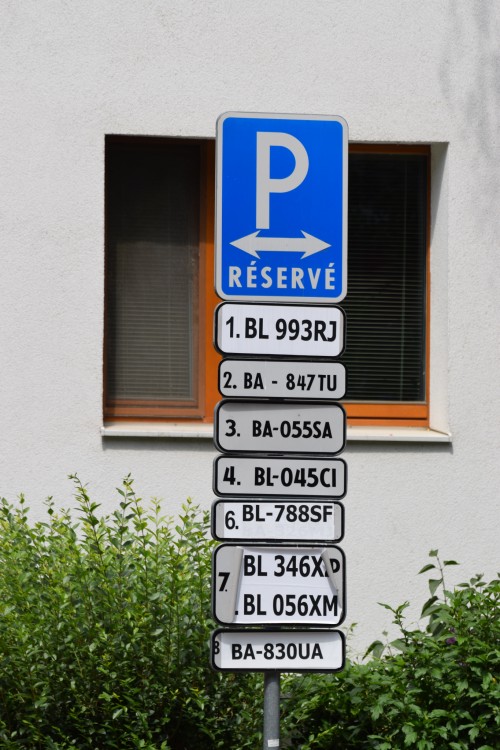 P
RÉSERVÉ
1. BL 993RJ
2. BA - 847TU
3. BA-055SA
4. BL-045CI
6. BL-788SF
7. BL 346XD
BL 056XM
8 BA-830UA